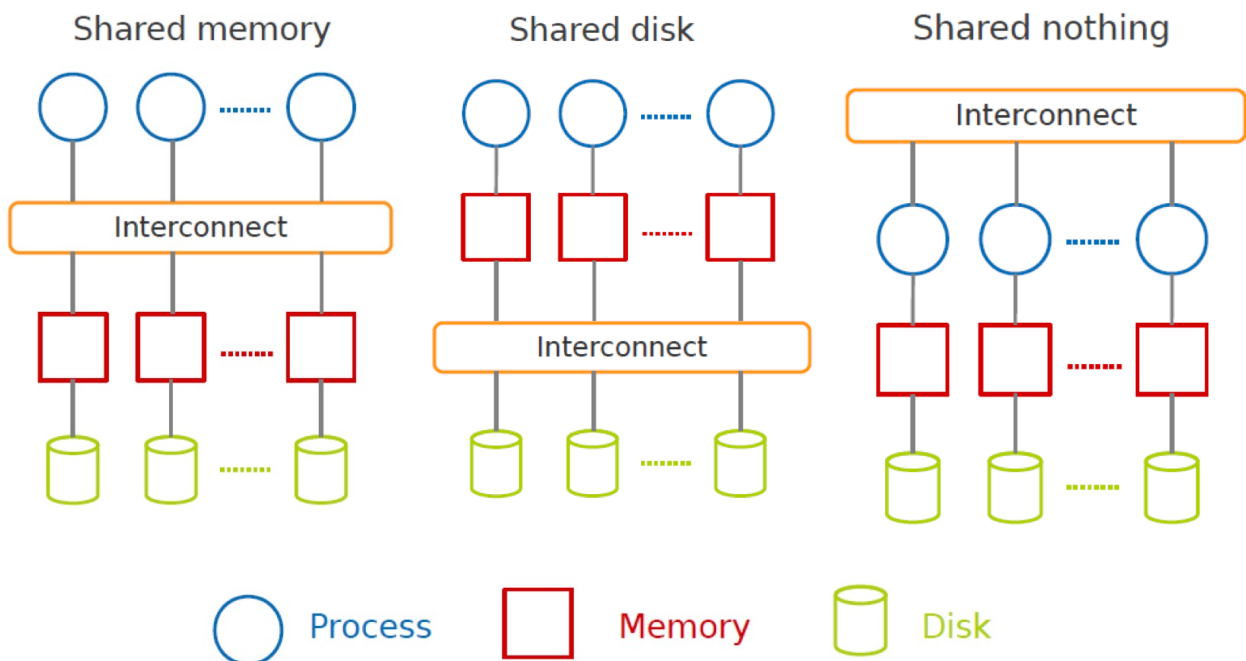 Shared memory
Shared disk
Shared nothing
Interconnect
Interconnect
Interconnect
Process
Memory
Disk